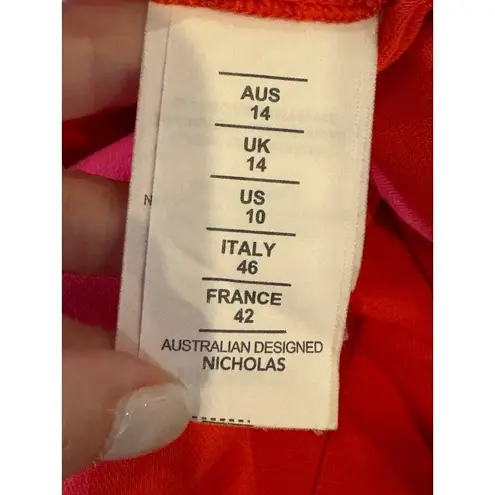 AUS
14
UK
14
US
10
ITALY
46
FRANCE
42
AUSTRALIAN DESIGNED
NICHOLAS
N